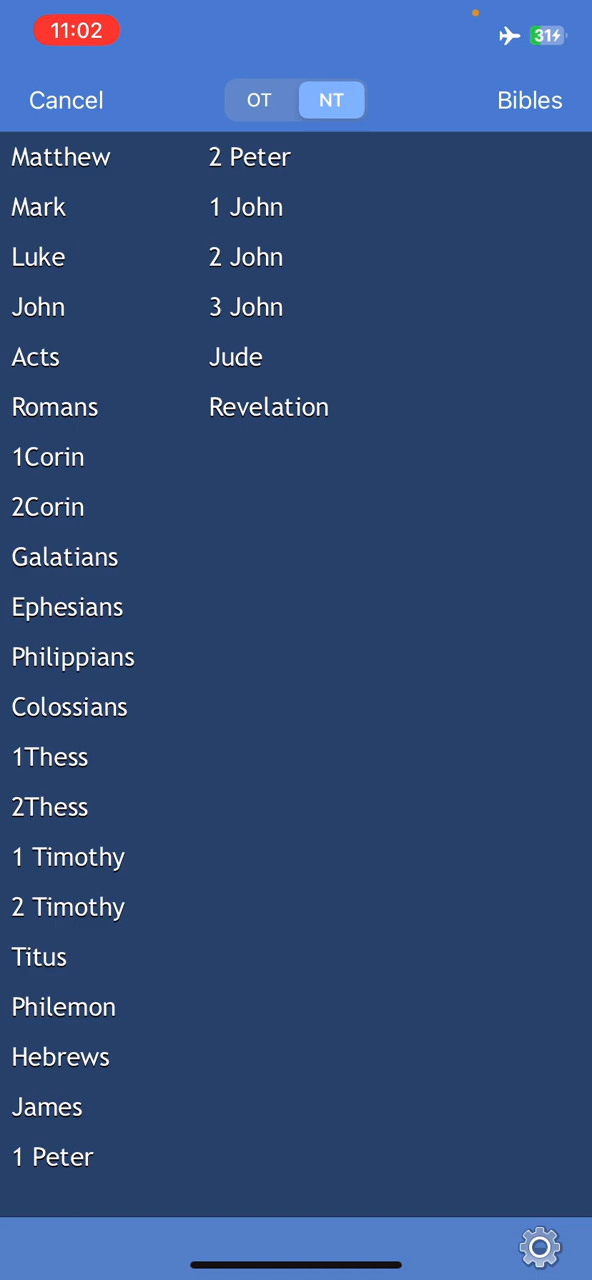 11:02
31
Cancel
OT
NT
Bibles
Matthew
Mark
Luke
John
Acts
Romans
1Corin
2Corin
Galatians
Ephesians
Philippians
Colossians
1Thess
2Thess
1 Timothy
2 Timothy
Titus
Philemon
Hebrews
James
1 Peter
2 Peter
1 John
2 John
3 John
Jude
Revelation